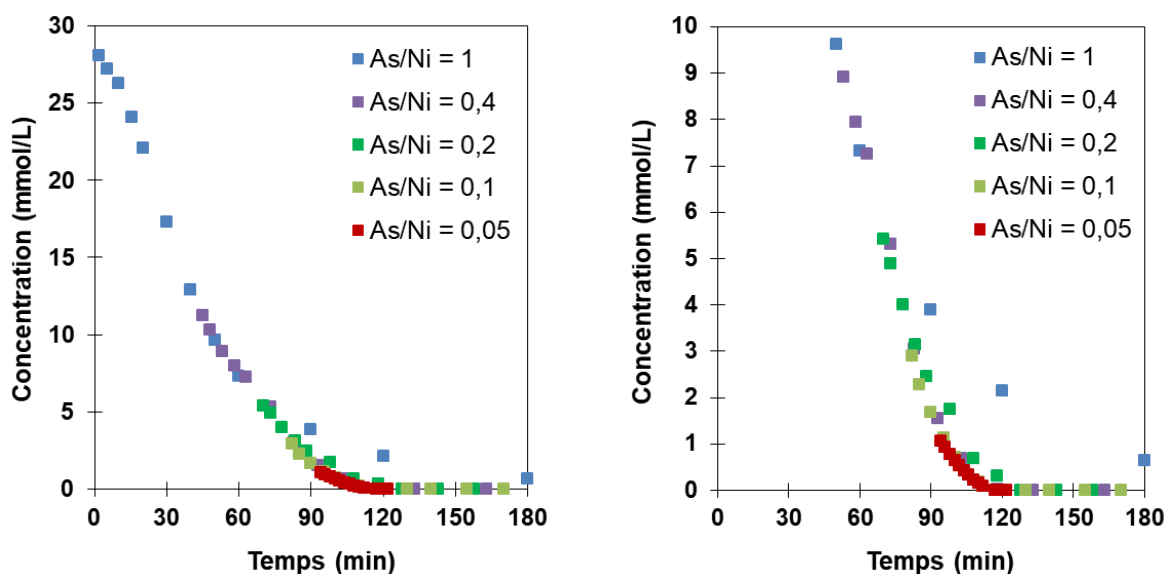 Concentration (mmol/L)
30
25
20
15
10
5
0
As/Ni = 1
As/Ni = 0,4
As/Ni = 0,2
As/Ni = 0,1
As/Ni = 0,05
0 30 60 90 120 150 180
Temps (min)
Concentration (mmol/L)
10
9
8
7
6
5
4
3
2
1
0
As/Ni = 1
As/Ni = 0,4
As/Ni = 0,2
As/Ni = 0,1
As/Ni = 0,05
0 30 60 90 120 150 180
Temps (min)